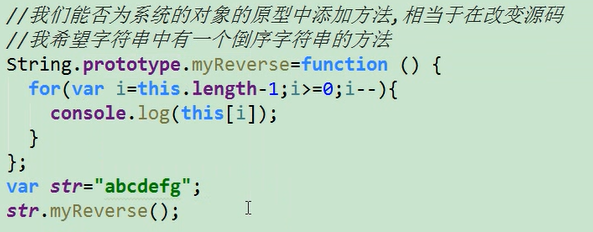 //我们能否为系统的对象的原型中添加方法,相当于在改变源码
//我希望字符串中有一个倒序字符串的方法
String.prototype.myReverse=function () {
  for(var i=this.length-1;i>=0;i--){
    console.log(this[i]);
  }
};
var str="abcdefg";
str.myReverse();